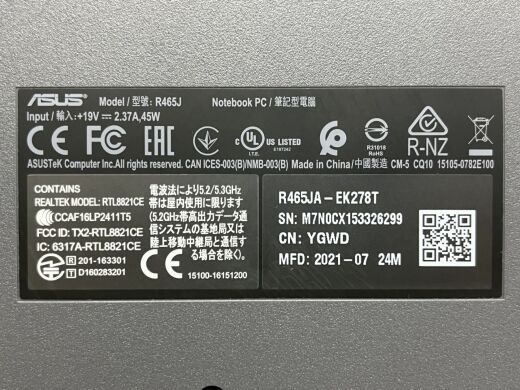 ASUS Model / 型號: R465J Notebook PC / 筆記型電腦
Input / 輸入: +19V ⎓ 2.37A, 45W
CE FC EHC c UL US LISTED I.T.E. E187242 R31018 RoHS R-NZ
ASUSTeK Computer Inc. All rights reserved. CAN ICES-003(B)/NMB-003(B) Made in China/中國製造 CM-5 CQ10 15105-0782E100
CONTAINS
REALTEK MODEL: RTL8821CE
CCAF16LP2411T5
FCC ID: TX2-RTL8821CE
IC: 6317A-RTL8821CE
R 201-163301
T D160283201
電波法により5.2/5.3GHz
帯は屋内使用に限ります
(5.2GHz帯高出力データ通
信システムの基地局又は
陸上移動中継局と通信す
る場合を除く)。
CE 15100-16151200
R465JA-EK278T
SN: M7N0CX153326299
CN: YGWD
MFD: 2021-07 24M